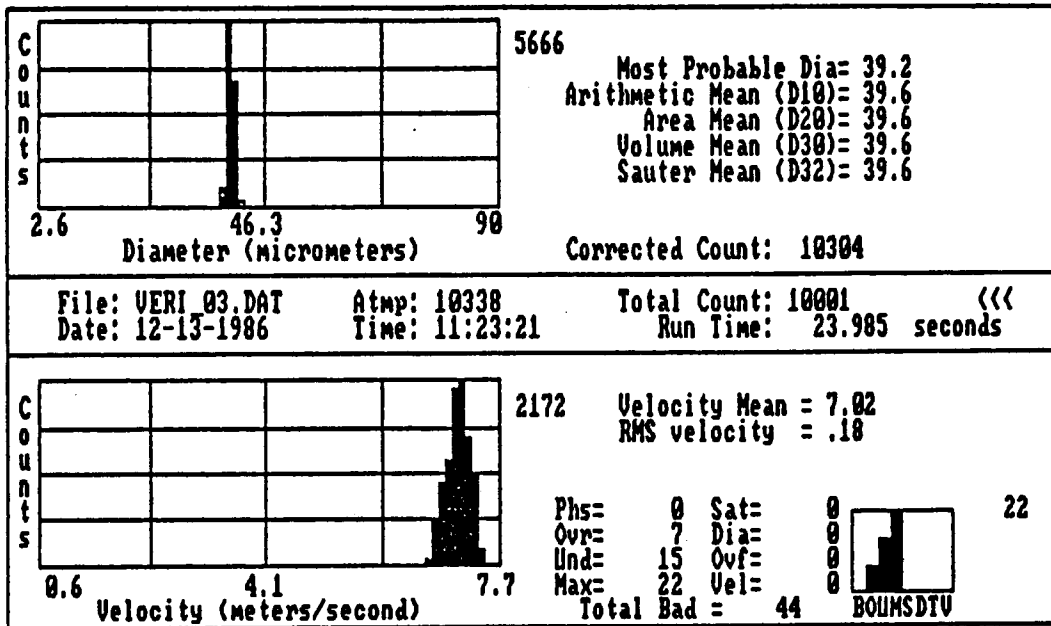 Counts
5666
Most Probable Dia= 39.2
Arithmetic Mean (D10)= 39.6
Area Mean (D20)= 39.6
Volume Mean (D30)= 39.6
Sauter Mean (D32)= 39.6
2.6 46.3 90
Diameter (micrometers)
Corrected Count: 10304
File: VERI_03.DAT Atmp: 10338 Total Count: 10001 <<<
Date: 12-13-1986 Time: 11:23:21 Run Time: 23.985 seconds
Counts
2172
Velocity Mean = 7.02
RMS velocity = .18
Phs= 0 Sat= 0 22
Ovr= 7 Dia= 0
Und= 15 Ovf= 0
Max= 22 Vel= 0
Total Bad = 44 BOUMSDTV
0.6 4.1 7.7
Velocity (meters/second)